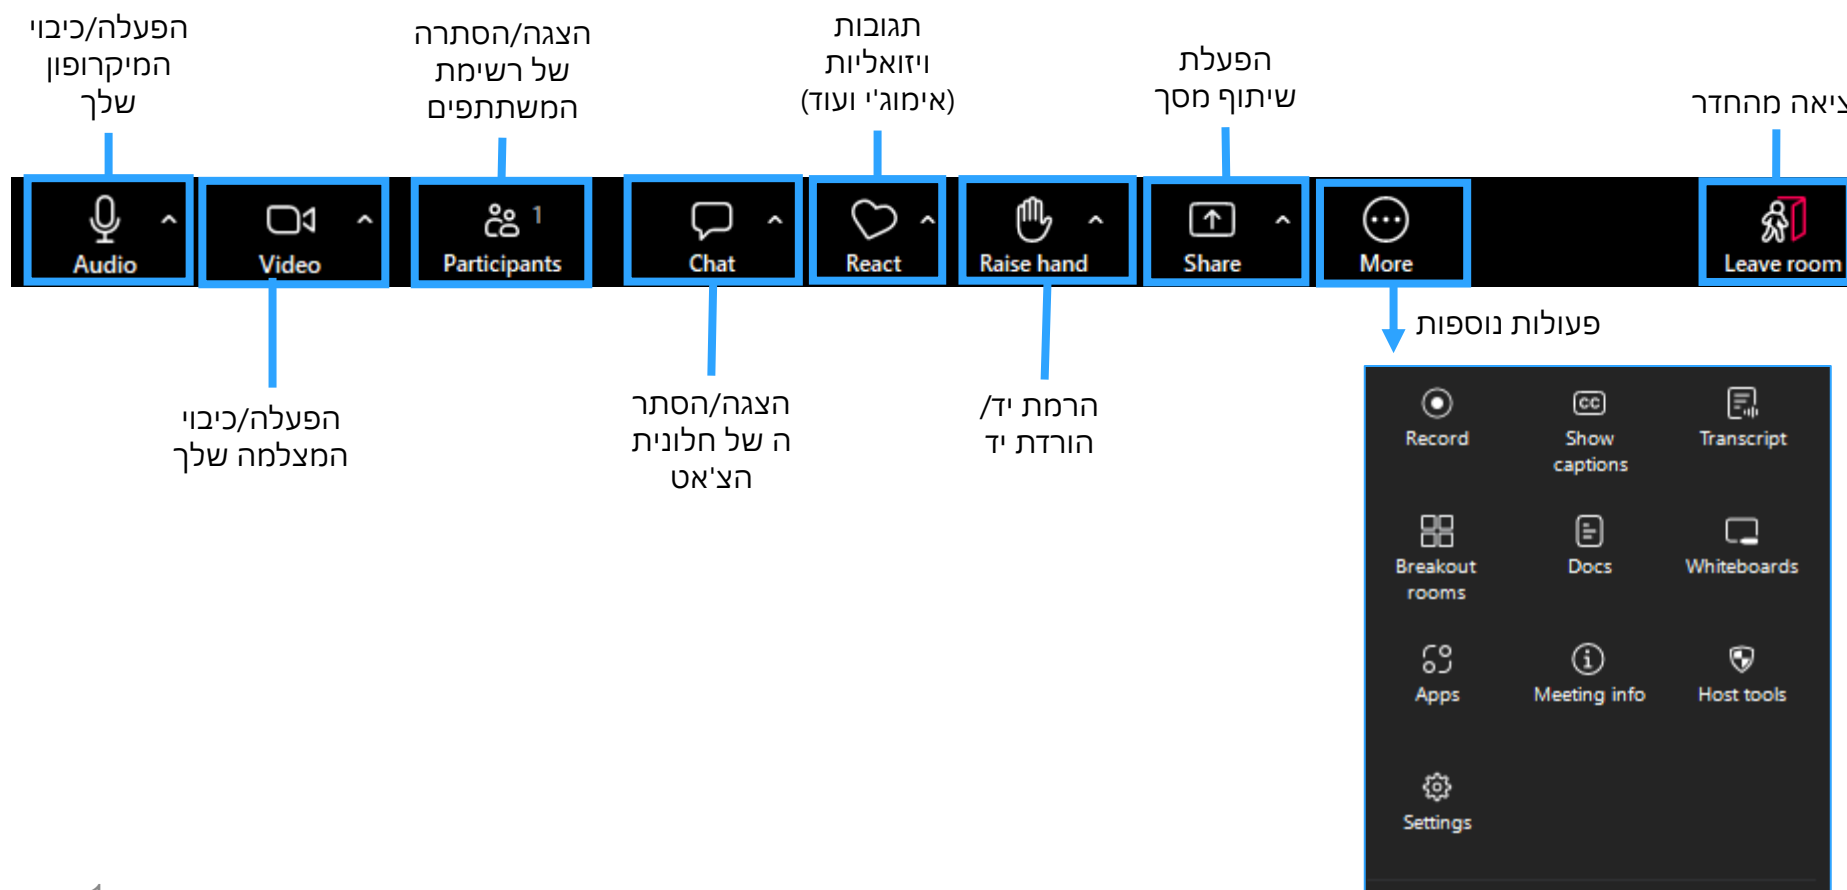 הפעלה/כיבוי
המיקרופון
שלך
הצגה/הסתרה
של רשימת
המשתתפים
תגובות
ויזואליות
(אימוג'י ועוד)
הפעלת
שיתוף מסך
ציאה מהחדר
Audio
Video
1
Participants
Chat
React
Raise hand
Share
More
Leave room
פעולות נוספות
הפעלה/כיבוי
המצלמה שלך
הצגה/הסתר
ה של חלונית
הצ'אט
הרמת יד/
הורדת יד
Record
CC
Show
captions
Transcript
Breakout
rooms
Docs
Whiteboards
Apps
Meeting info
Host tools
Settings